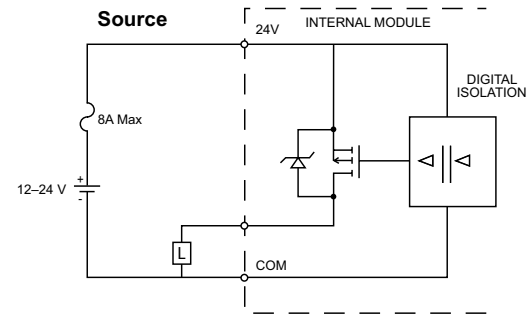 Source
24V
INTERNAL MODULE
DIGITAL
ISOLATION
8A Max
12–24 V
+
-
L
COM